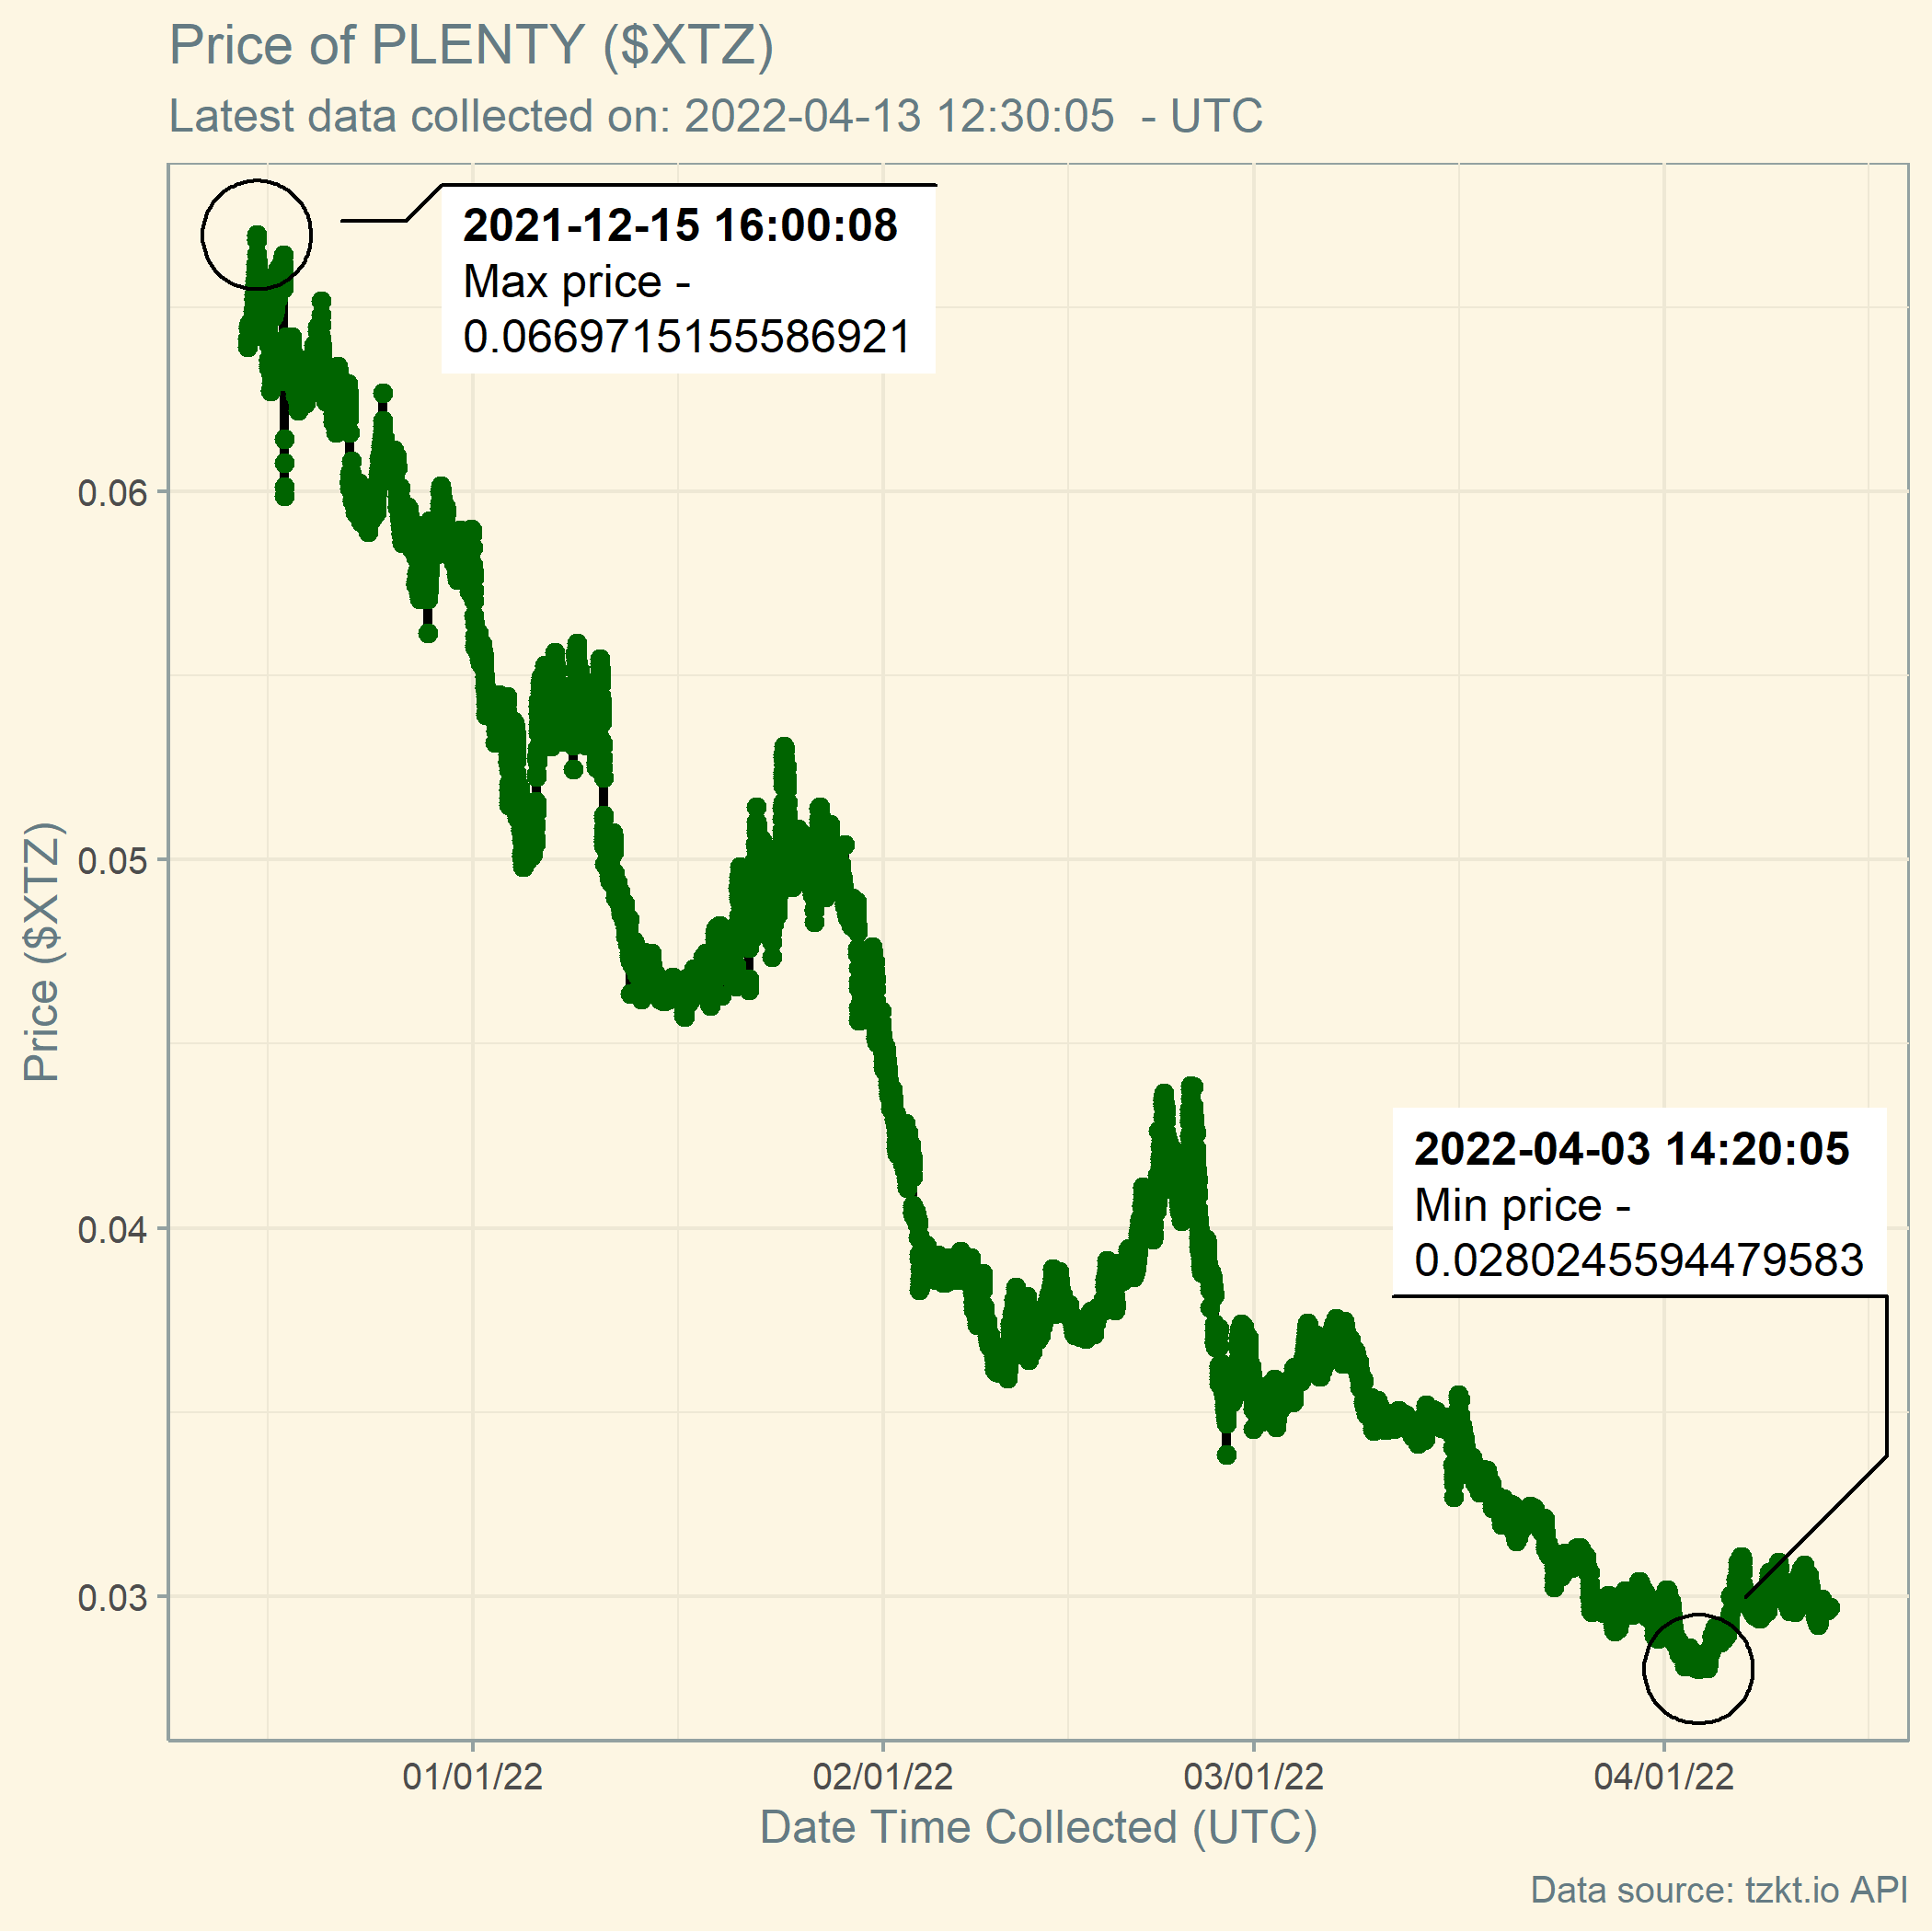 Price of PLENTY ($XTZ)
Latest data collected on: 2022-04-13 12:30:05  - UTC
2021-12-15 16:00:08
Max price -
0.0669715155586921
0.06
0.05
0.04
0.03
Price ($XTZ)
2022-04-03 14:20:05
Min price -
0.0280245594479583
01/01/22
02/01/22
03/01/22
04/01/22
Date Time Collected (UTC)
Data source: tzkt.io API